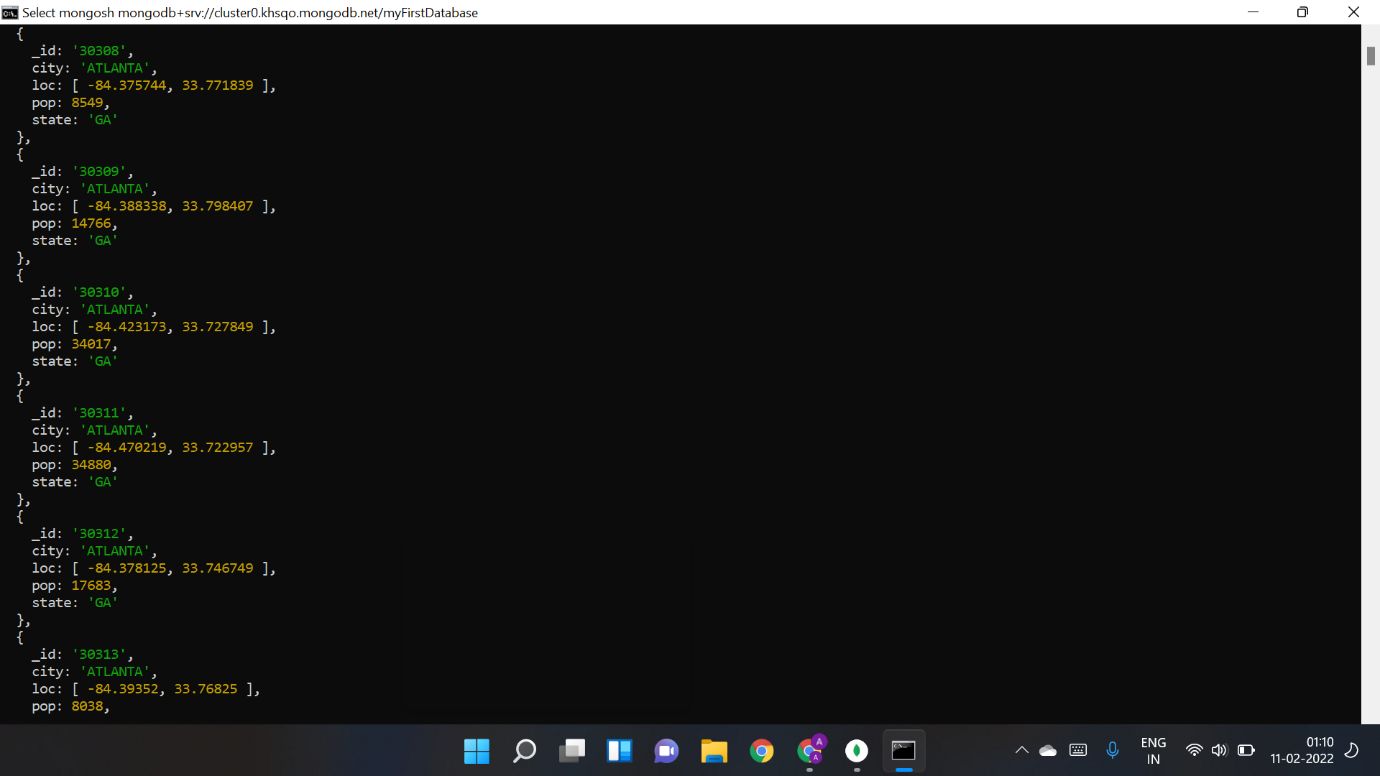 Select mongosh mongodb+srv://cluster0.khsqo.mongodb.net/myFirstDatabase
{
_id: '30308',
city: 'ATLANTA',
loc: [ -84.375744, 33.771839 ],
pop: 8549,
state: 'GA'
},
{
_id: '30309',
city: 'ATLANTA',
loc: [ -84.388338, 33.798407 ],
pop: 14766,
state: 'GA'
},
{
_id: '30310',
city: 'ATLANTA',
loc: [ -84.423173, 33.727849 ],
pop: 34017,
state: 'GA'
},
{
_id: '30311',
city: 'ATLANTA',
loc: [ -84.470219, 33.722957 ],
pop: 34880,
state: 'GA'
},
{
_id: '30312',
city: 'ATLANTA',
loc: [ -84.378125, 33.746749 ],
pop: 17683,
state: 'GA'
},
{
_id: '30313',
city: 'ATLANTA',
loc: [ -84.39352, 33.76825 ],
pop: 8038,
A
A
ENG
IN
01:10
11-02-2022